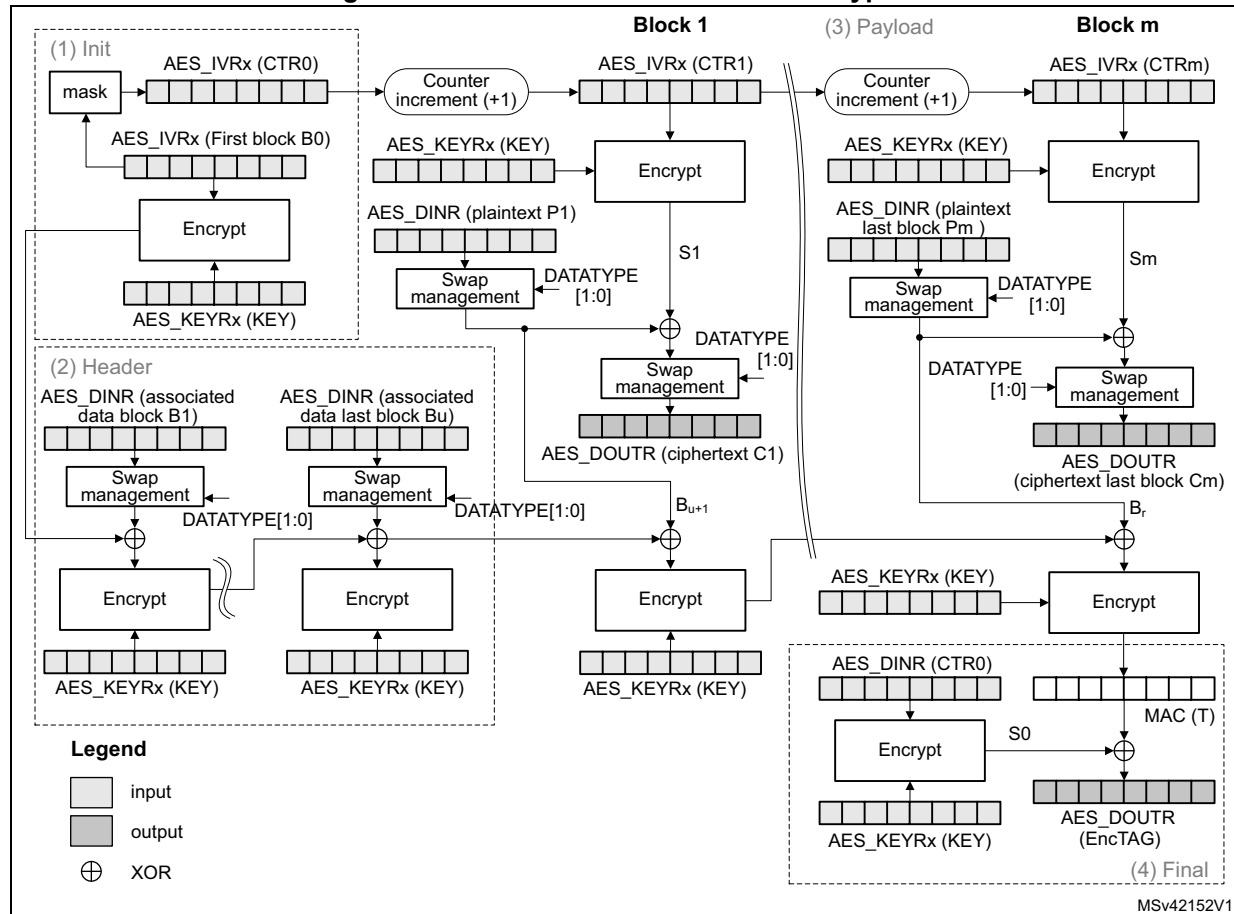 Block 1
(3) Payload
Block m
(1) Init
AES_IVRx (CTR0)
mask
Counter
increment (+1)
AES_IVRx (CTR1)
Counter
increment (+1)
AES_IVRx (CTRm)
AES_IVRx (First block B0)
AES_KEYRx (KEY)
Encrypt
AES_KEYRx (KEY)
Encrypt
Encrypt
AES_DINR (plaintext P1)
AES_DINR (plaintext
last block Pm )
S1
Sm
Swap
management
DATATYPE
[1:0]
Swap
management
DATATYPE
[1:0]
AES_KEYRx (KEY)
DATATYPE
[1:0]
(2) Header
Swap
management
DATATYPE
[1:0]
Swap
management
AES_DINR (associated
data block B1)
AES_DINR (associated
data last block Bu)
AES_DOUTR (ciphertext C1)
AES_DOUTR
(ciphertext last block Cm)
Swap
management
Swap
management
DATATYPE[1:0]
DATATYPE[1:0]
Bu+1
Br
Encrypt
Encrypt
Encrypt
AES_KEYRx (KEY)
Encrypt
AES_KEYRx (KEY)
AES_KEYRx (KEY)
AES_KEYRx (KEY)
AES_DINR (CTR0)
MAC (T)
Legend
Encrypt
S0
input
output
AES_KEYRx (KEY)
AES_DOUTR
(EncTAG)
XOR
(4) Final
MSv42152V1